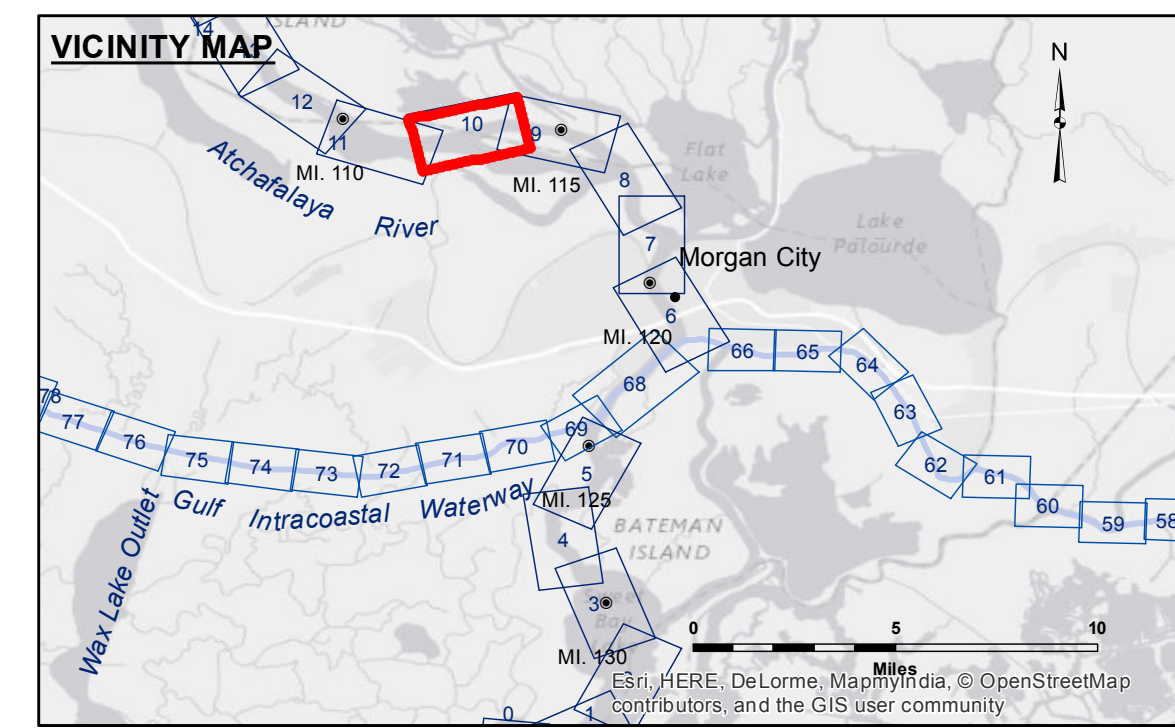 VICINITY MAP
ISLAND
N
14
13
12
11
10
9
8
7
6
MI. 110
MI. 115
Atchafalaya
River
Flat
Lake
Lake
Palourde
Morgan City
MI. 120
66
65
64
63
62
61
60
59
58
68
69
70
71
72
73
74
75
76
77
78
5
4
3
MI. 125
Gulf Intracoastal Waterway
Wax Lake Outlet
BATEMAN
ISLAND
Sweet
Bay
MI. 130
0
1
0 5 10
Miles
Esri, HERE, DeLorme, MapmyIndia, © OpenStreetMap
contributors, and the GIS user community